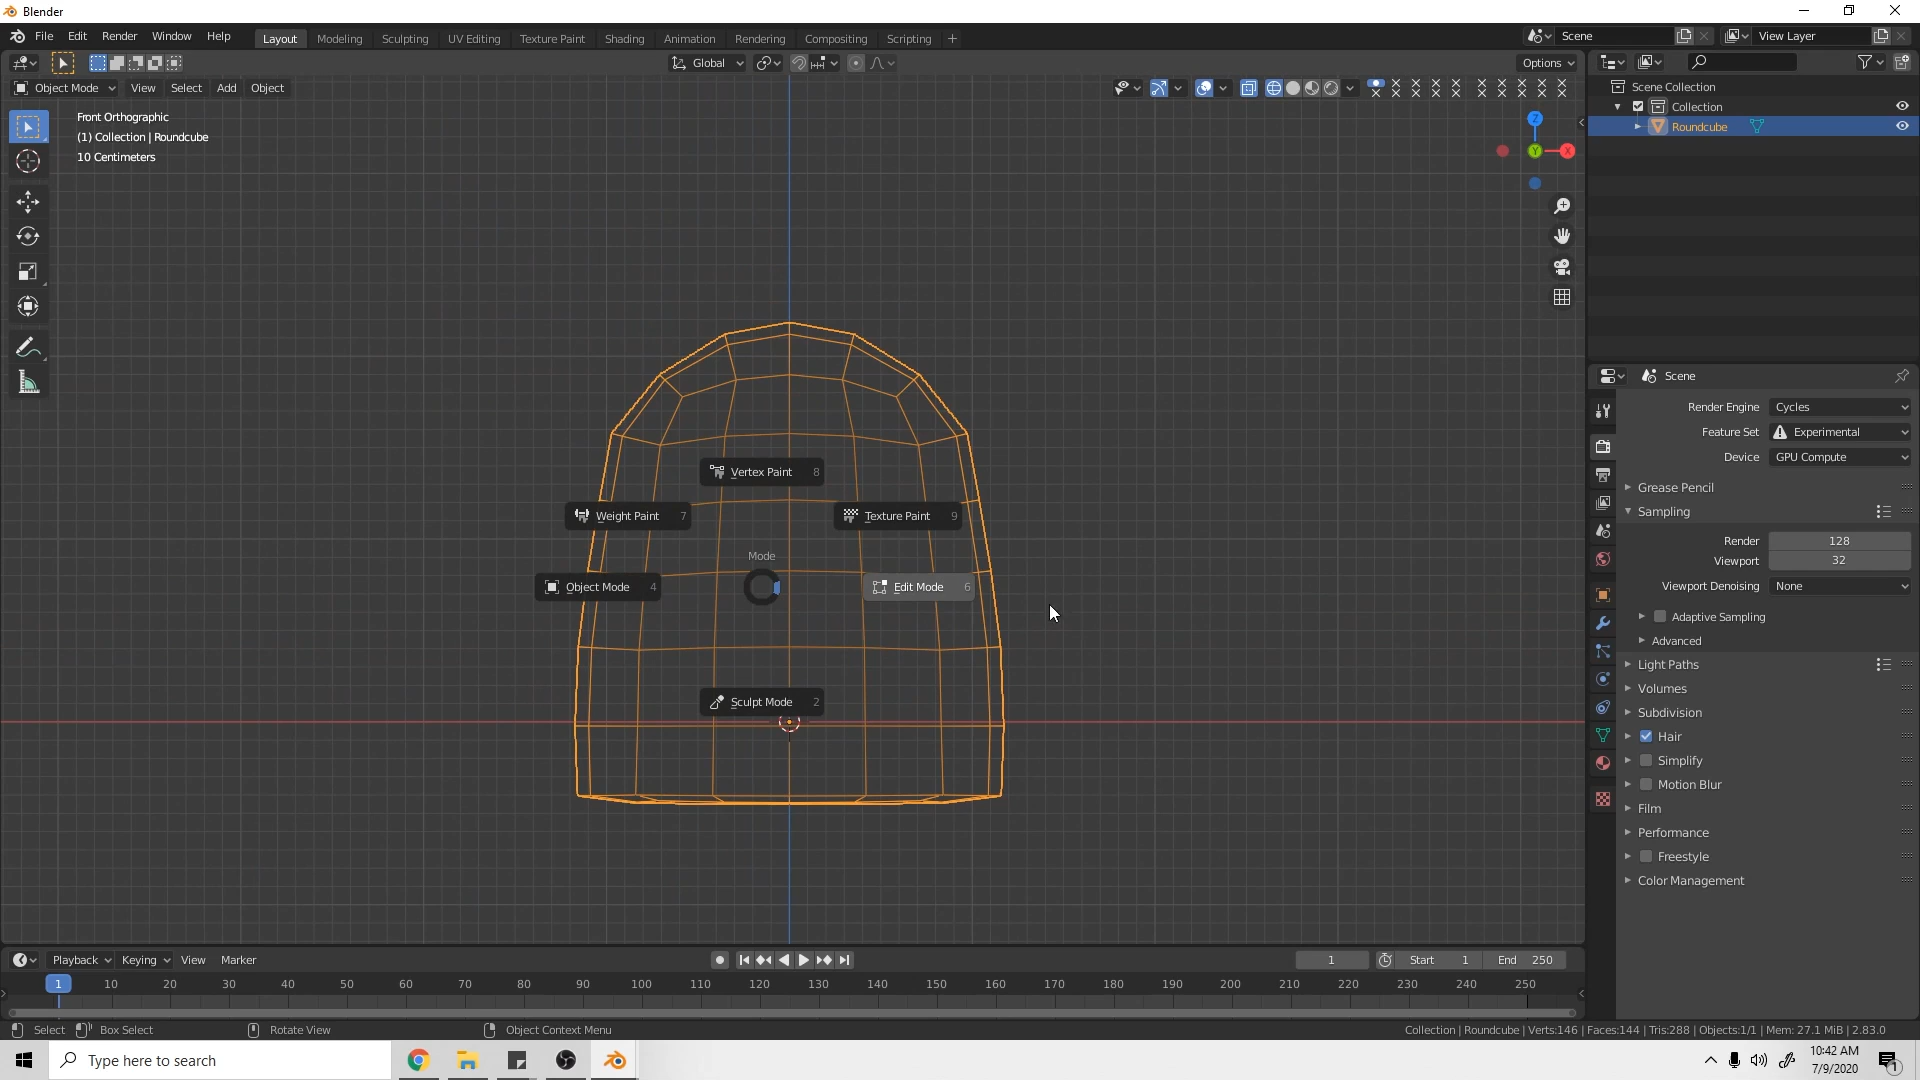 Blender
File Edit Render Window Help
Layout Modeling Sculpting UV Editing Texture Paint Shading Animation Rendering Compositing Scripting +
Scene
View Layer
Global
Options
Object Mode View Select Add Object
Front Orthographic
(1) Collection | Roundcube
10 Centimeters
Z
Y
X
Scene Collection
Collection
Roundcube
Vertex Paint 8
Weight Paint 7
Texture Paint 9
Mode
Object Mode 4
Edit Mode 6
Sculpt Mode 2
Scene
Render Engine Cycles
Feature Set Experimental
Device GPU Compute
Grease Pencil
Sampling
Render 128
Viewport 32
Viewport Denoising None
Adaptive Sampling
Advanced
Light Paths
Volumes
Subdivision
Hair
Simplify
Motion Blur
Film
Performance
Freestyle
Color Management
Playback Keying View Marker
1 Start 1 End 250
1 10 20 30 40 50 60 70 80 90 100 110 120 130 140 150 160 170 180 190 200 210 220 230 240 250
Select Box Select Rotate View Object Context Menu
Collection | Roundcube | Verts:146 | Faces:144 | Tris:288 | Objects:1/1 | Mem: 27.1 MiB | 2.83.0
Type here to search
10:42 AM
7/9/2020
1